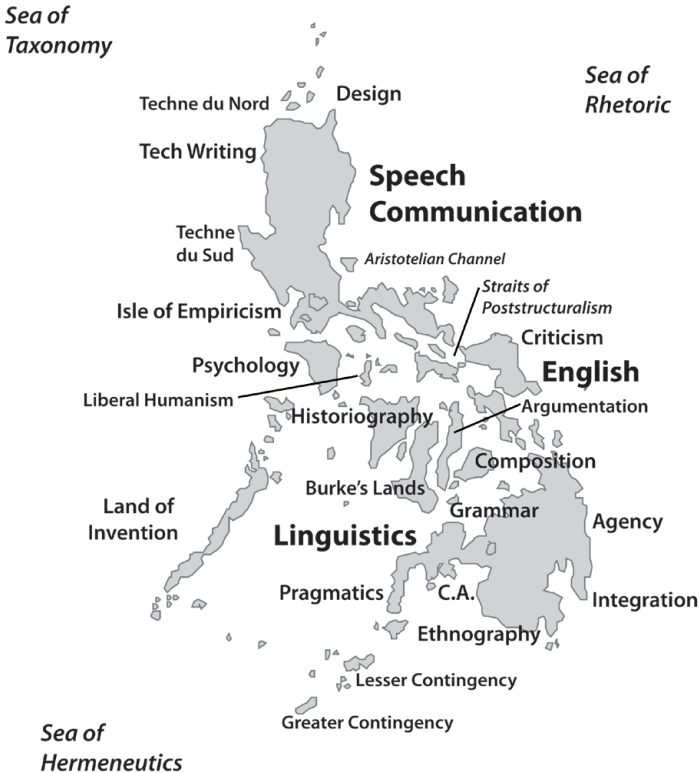 Sea of
Taxonomy
Sea of
Rhetoric
Design
Techne du Nord
Tech Writing
Speech
Communication
Techne
du Sud
Aristotelian Channel
Straits of
Poststructuralism
Isle of Empiricism
Criticism
Psychology
English
Liberal Humanism
Argumentation
Historiography
Composition
Burke's Lands
Land of
Invention
Grammar
Agency
Linguistics
Pragmatics
C.A.
Integration
Ethnography
Lesser Contingency
Greater Contingency
Sea of
Hermeneutics